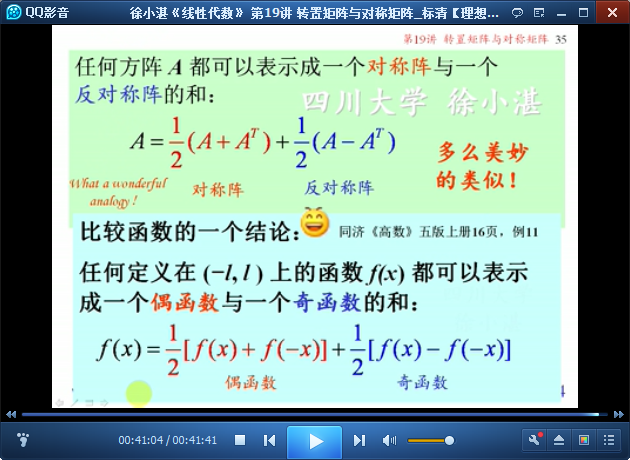 QQ影音
徐小湛《线性代数》 第19讲 转置矩阵与对称矩阵_标清【理想...
第19讲 转置矩阵与对称矩阵 35
任何方阵 A 都可以表示成一个对称阵与一个
反对称阵的和：
四川大学 徐小湛
A = 1/2(A + A^T) + 1/2(A − A^T)
What a wonderful
analogy !
对称阵
反对称阵
多么美妙
的类似！
比较函数的一个结论：
同济《高数》五版上册16页，例11
任何定义在 (−l, l ) 上的函数 f(x) 都可以表示
成一个偶函数与一个奇函数的和：
f(x) = 1/2[f(x) + f(−x)] + 1/2[f(x) − f(−x)]
偶函数
奇函数
4
00:41:04 / 00:41:41